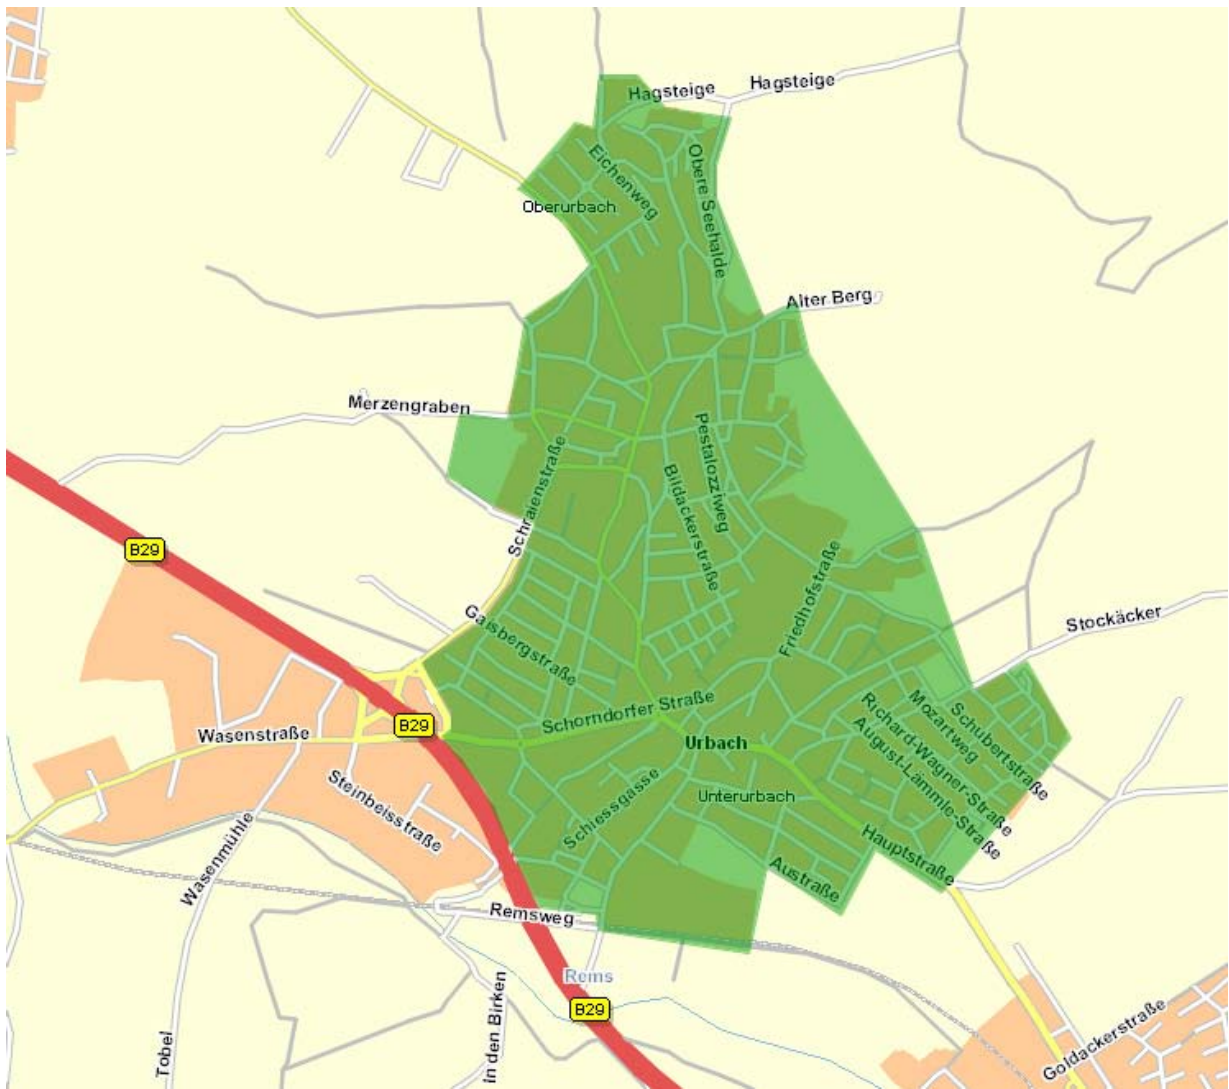 Hagsteige
Hagsteige
Eichenweg
Obere Seehalde
Oberurbach
Alter Berg
Merzengraben
Schraienstraße
Pestalozziweg
Bildackerstraße
B29
Friedhofstraße
Gaisbergstraße
Stockäcker
Schorndorfer Straße
B29
Wasenstraße
Urbach
Schubertstraße
Mozartweg
Richard-Wagner-Straße
August-Lämmle-Straße
Steinbeisstraße
Schiessgasse
Unterurbach
Wasenmühle
Hauptstraße
Austraße
Remsweg
Rems
B29
Tobel
in den Birken
Goldackerstraße